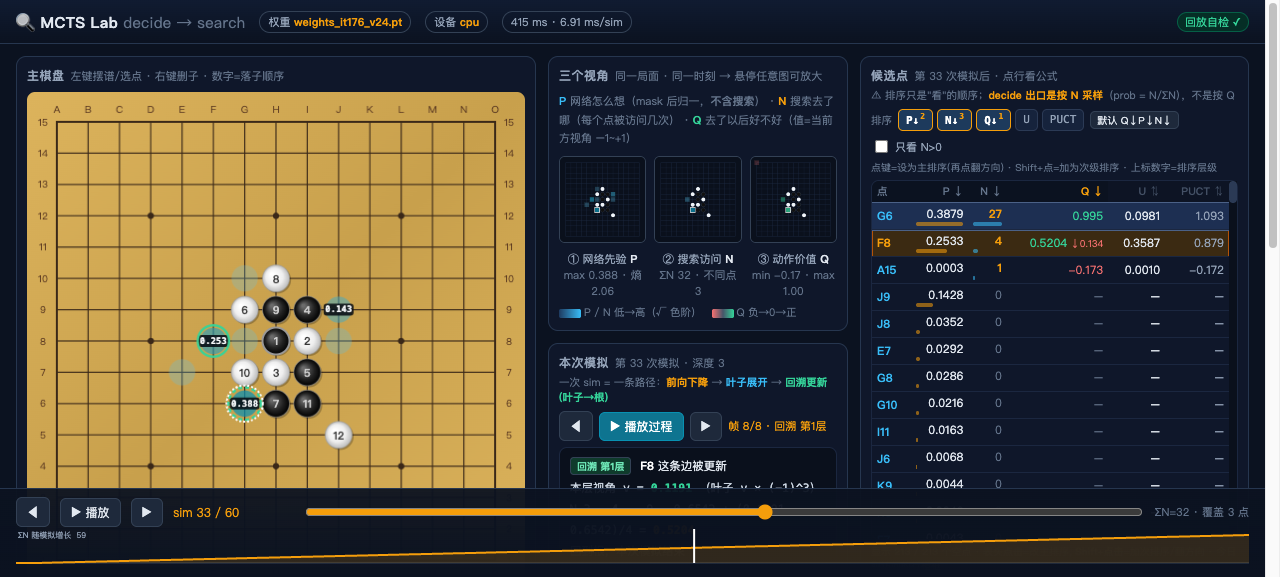 MCTS Lab decide → search
权重 weights_it176_v24.pt
设备 cpu
415 ms · 6.91 ms/sim
回放自检 ✓
主棋盘 左键摆谱/选点 · 右键删子 · 数字=落子顺序
A B C D E F G H J K L M N O
15 15
14 14
13 13
12 12
11 11
10 8 10
9 6 9 4 0.143 9
8 0.253 1 2 8
7 10 3 5 7
6 0.388 7 11 6
5 12 5
4 4
三个视角 同一局面 · 同一时刻 → 悬停任意图可放大
P 网络怎么想（mask 后归一，不含搜索） · N 搜索去了
哪（每个点被访问几次） · Q 去了以后好不好（值=当前
方视角 −1~+1）
① 网络先验 P
max 0.388 · 熵
2.06
② 搜索访问 N
ΣN 32 · 不同点
3
③ 动作价值 Q
min −0.17 · max
1.00
P / N 低→高（√ 色阶）
Q 负→0→正
本次模拟 第 33 次模拟 · 深度 3
一次 sim = 一条路径：前向下降 → 叶子展开 → 回溯更新
(叶子→根)
◀ ▶ 播放过程 ▶ 帧 8/8 · 回溯 第1层
回溯 第1层 F8 这条边被更新
候选点 第 33 次模拟后 · 点行看公式
⚠ 排序只是“看”的顺序；decide 出口是按 N 采样（prob = N/ΣN），不是按 Q
排序 P↓2 N↓3 Q↓1 U PUCT 默认 Q↓P↓N↓
只看 N>0
点键=设为主排序(再点翻方向) · Shift+点=加为次级排序 · 上标数字=排序层级
点 P ↓ N ↓ Q ↓ U ⇅ PUCT ⇅
G6 0.3879 27 0.995 0.0981 1.093
F8 0.2533 4 0.5204 ↓0.134 0.3587 0.879
A15 0.0003 1 −0.173 0.0010 −0.172
J9 0.1428 0 — — —
J8 0.0352 0 — — —
E7 0.0292 0 — — —
G8 0.0286 0 — — —
G10 0.0216 0 — — —
I11 0.0163 0 — — —
J6 0.0068 0 — — —
K9 0.0044 0 — — —
◀ ▶ 播放 ▶ sim 33 / 60
ΣN=32 · 覆盖 3 点
ΣN 随模拟增长 59